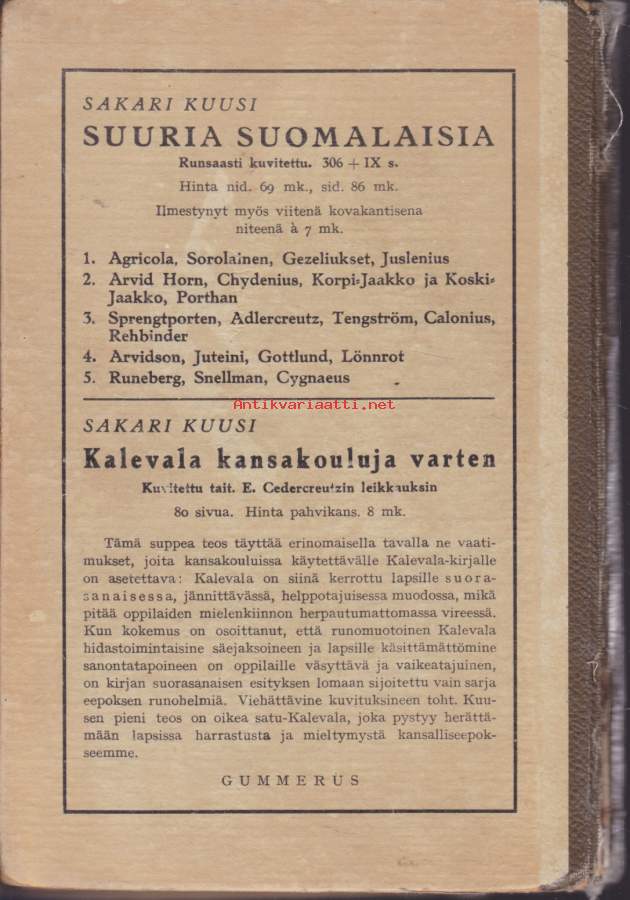 SAKARI KUUSI
SUURIA SUOMALAISIA
Runsaasti kuvitettu. 306 + IX s.
Hinta nid. 69 mk., sid. 86 mk.
Ilmestynyt myös viitenä kovakantisena
niteenä à 7 mk.
1. Agricola, Sorolainen, Gezeliukset, Juslenius
2. Arvid Horn, Chydenius, Korpi-Jaakko ja Koski-
Jaakko, Porthan
3. Sprengtporten, Adlercreutz, Tengström, Calonius,
Rehbinder
4. Arvidson, Juteini, Gottlund, Lönnrot
5. Runeberg, Snellman, Cygnaeus
Antikvariaatti.net
SAKARI KUUSI
Kalevala kansakouluja varten
Kuvitettu tait. E. Cedercreutzin leikkauksin
80 sivua. Hinta pahvikans. 8 mk.
Tämä suppea teos täyttää erinomaisella tavalla ne vaati-
mukset, joita kansakouluissa käytettävälle Kalevala-kirjalle
on asetettava: Kalevala on siinä kerrottu lapsille suora-
sanaisessa, jännittävässä, helppotajuisessa muodossa, mikä
pitää oppilaiden mielenkiinnon herpautumattomassa vireessä.
Kun kokemus on osoittanut, että runomuotoinen Kalevala
hidastoimintaisine säejaksoineen ja lapsille käsittämättömine
sanontatapoineen on oppilaille väsyttävä ja vaikeatajuinen,
on kirjan suorasanaisen esityksen lomaan sijoitettu vain sarja
eepoksen runohelmiä. Viehättävine kuvituksineen toht. Kuu-
sen pieni teos on oikea satu-Kalevala, joka pystyy herättä-
mään lapsissa harrastusta ja mieltymystä kansalliseepok-
seemme.
GUMMERUS